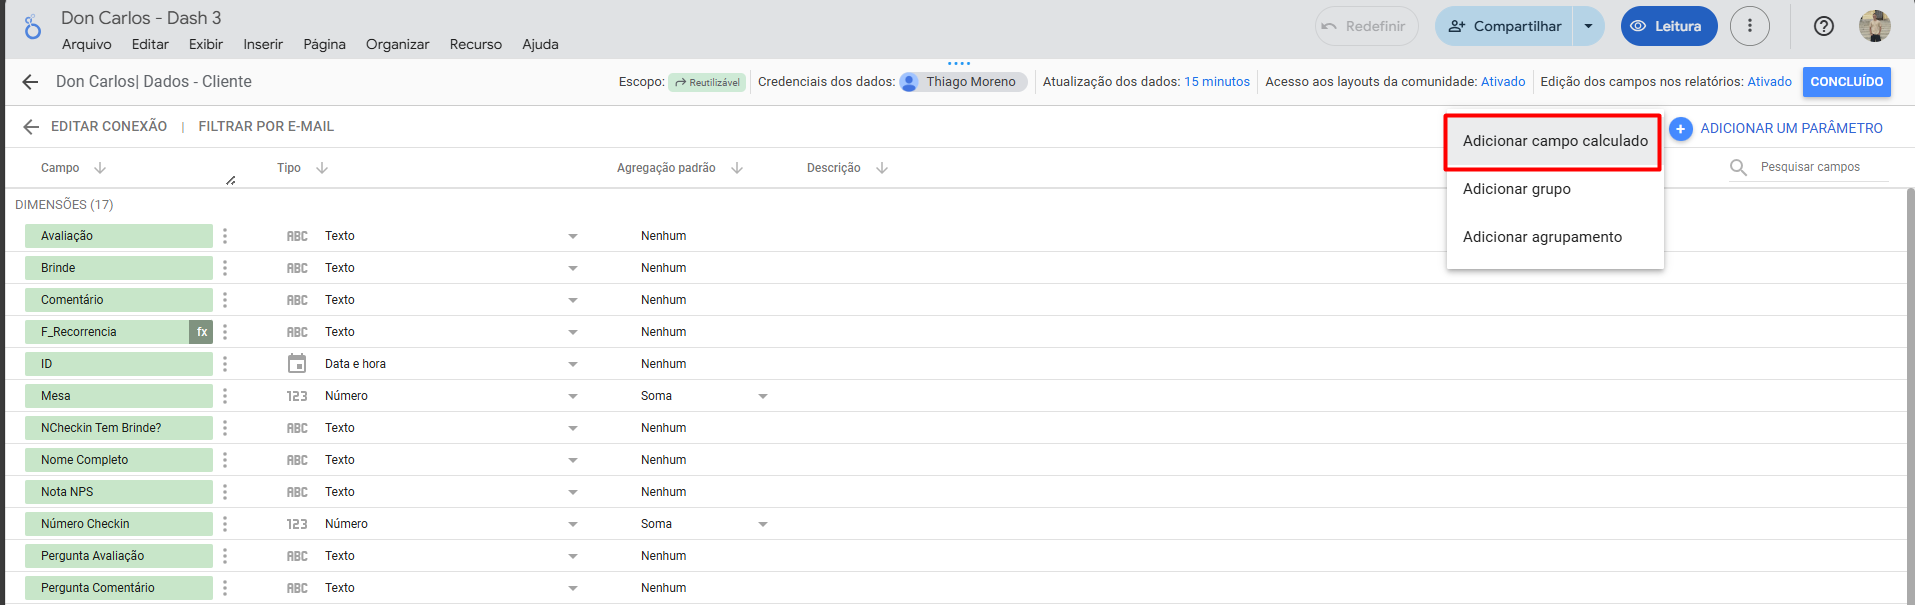 Don Carlos - Dash 3
Arquivo Editar Exibir Inserir Página Organizar Recurso Ajuda
Redefinir Compartilhar Leitura
Don Carlos| Dados - Cliente
Escopo: Reutilizável Credenciais dos dados: Thiago Moreno Atualização dos dados: 15 minutos Acesso aos layouts da comunidade: Ativado Edição dos campos nos relatórios: Ativado CONCLUÍDO
EDITAR CONEXÃO | FILTRAR POR E-MAIL
Adicionar campo calculado
Adicionar grupo
Adicionar agrupamento
+ ADICIONAR UM PARÂMETRO
Campo Tipo Agregação padrão Descrição Pesquisar campos
DIMENSÕES (17)
Avaliação ABC Texto Nenhum
Brinde ABC Texto Nenhum
Comentário ABC Texto Nenhum
F_Recorrencia fx ABC Texto Nenhum
ID Data e hora Nenhum
Mesa 123 Número Soma
NCheckin Tem Brinde? ABC Texto Nenhum
Nome Completo ABC Texto Nenhum
Nota NPS ABC Texto Nenhum
Número Checkin 123 Número Soma
Pergunta Avaliação ABC Texto Nenhum
Pergunta Comentário ABC Texto Nenhum